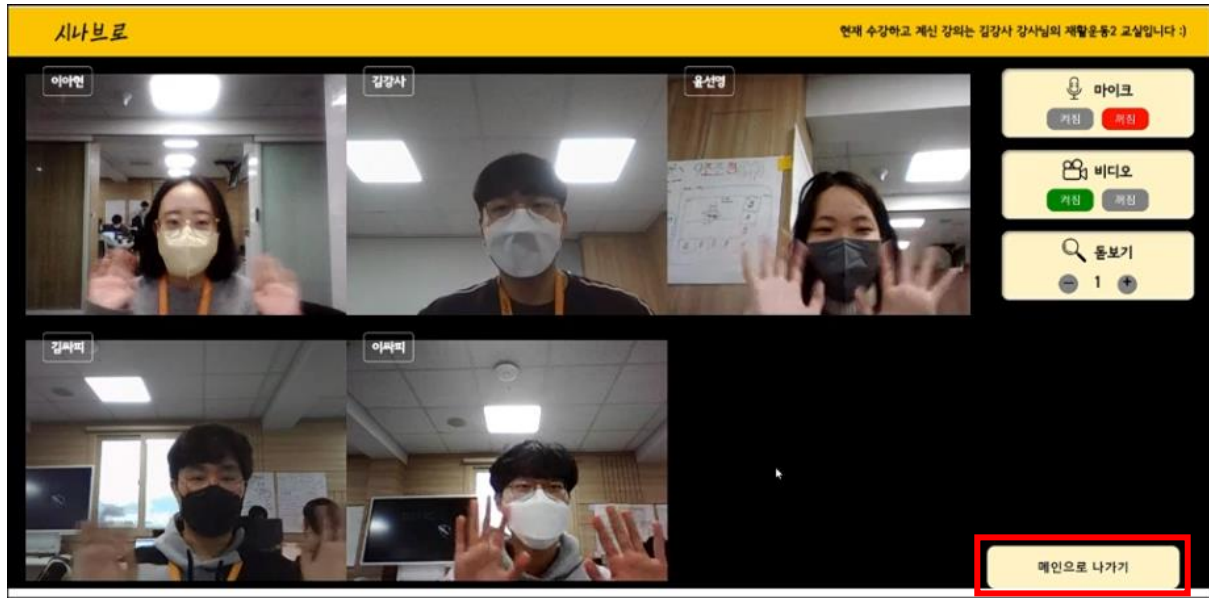 시나브로
현재 수강하고 계신 강의는 김강사 강사님의 재활운동2 교실입니다 :)
이아현
김강사
윤선영
마이크
켜짐 꺼짐
비디오
켜짐 꺼짐
돋보기
- 1 +
김싸피
이싸피
메인으로 나가기